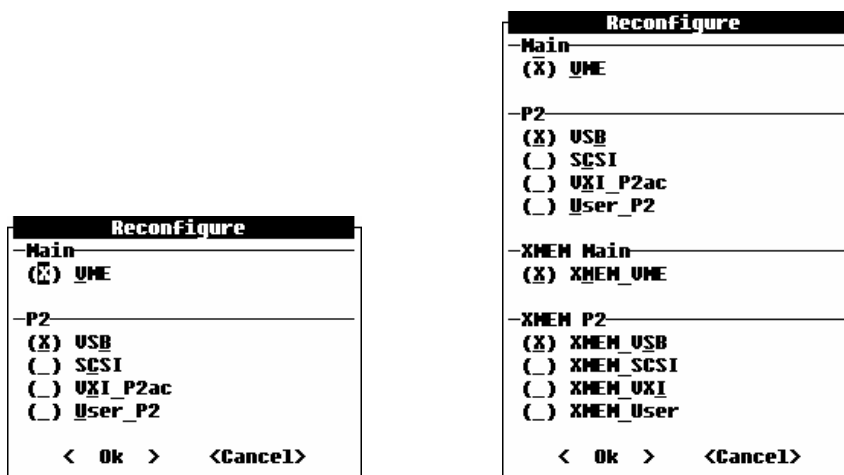 Reconfigure
Main
(X) VME
P2
(X) VSB
(_) SCSI
(_) VXI_P2ac
(_) User_P2
< Ok > <Cancel>
Reconfigure
Main
(X) VME
P2
(X) VSB
(_) SCSI
(_) VXI_P2ac
(_) User_P2
XMEM Main
(X) XMEM_VME
XMEM P2
(X) XMEM_VSB
(_) XMEM_SCSI
(_) XMEM_VXI
(_) XMEM_User
< Ok > <Cancel>